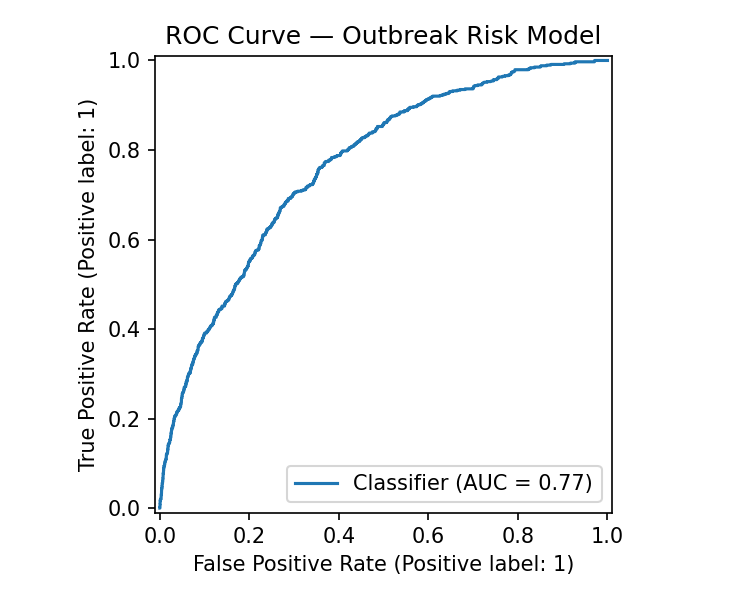 ROC Curve — Outbreak Risk Model
True Positive Rate (Positive label: 1)
1.0
0.8
0.6
0.4
0.2
0.0
Classifier (AUC = 0.77)
0.0 0.2 0.4 0.6 0.8 1.0
False Positive Rate (Positive label: 1)